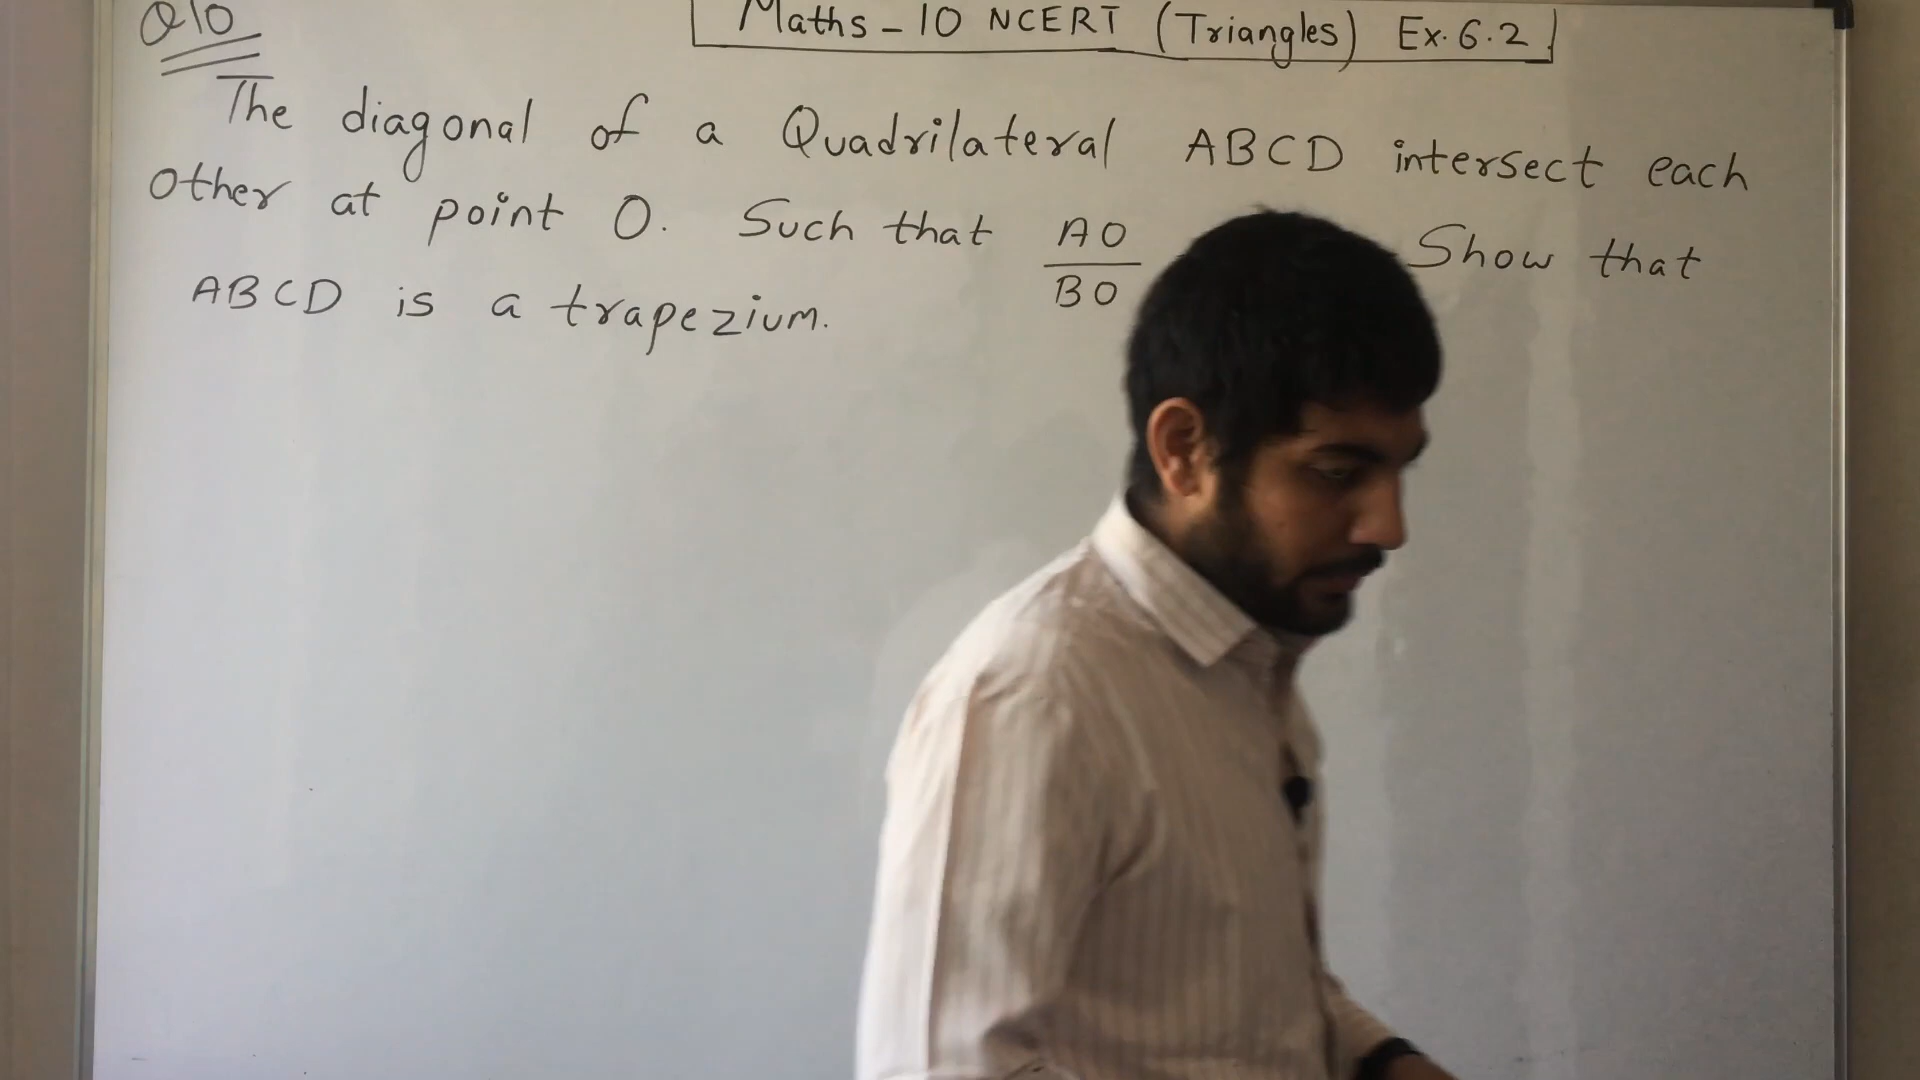 Q10
Maths - 10 NCERT (Triangles) Ex. 6.2
The diagonal of a Quadrilateral ABCD intersect each
Other at point O. Such that AO/BO Show that
ABCD is a trapezium.